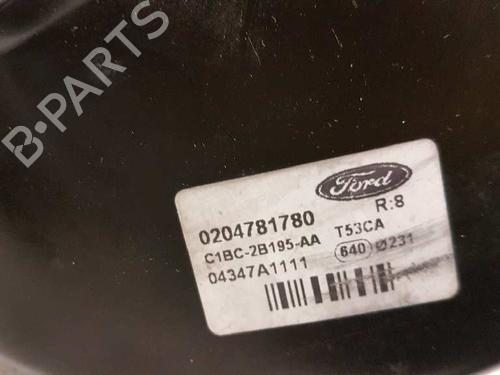 B-PARTS
Ford
R:8
0204781780
C1BC-2B195-AA T53CA
04347A1111 640 Ø231